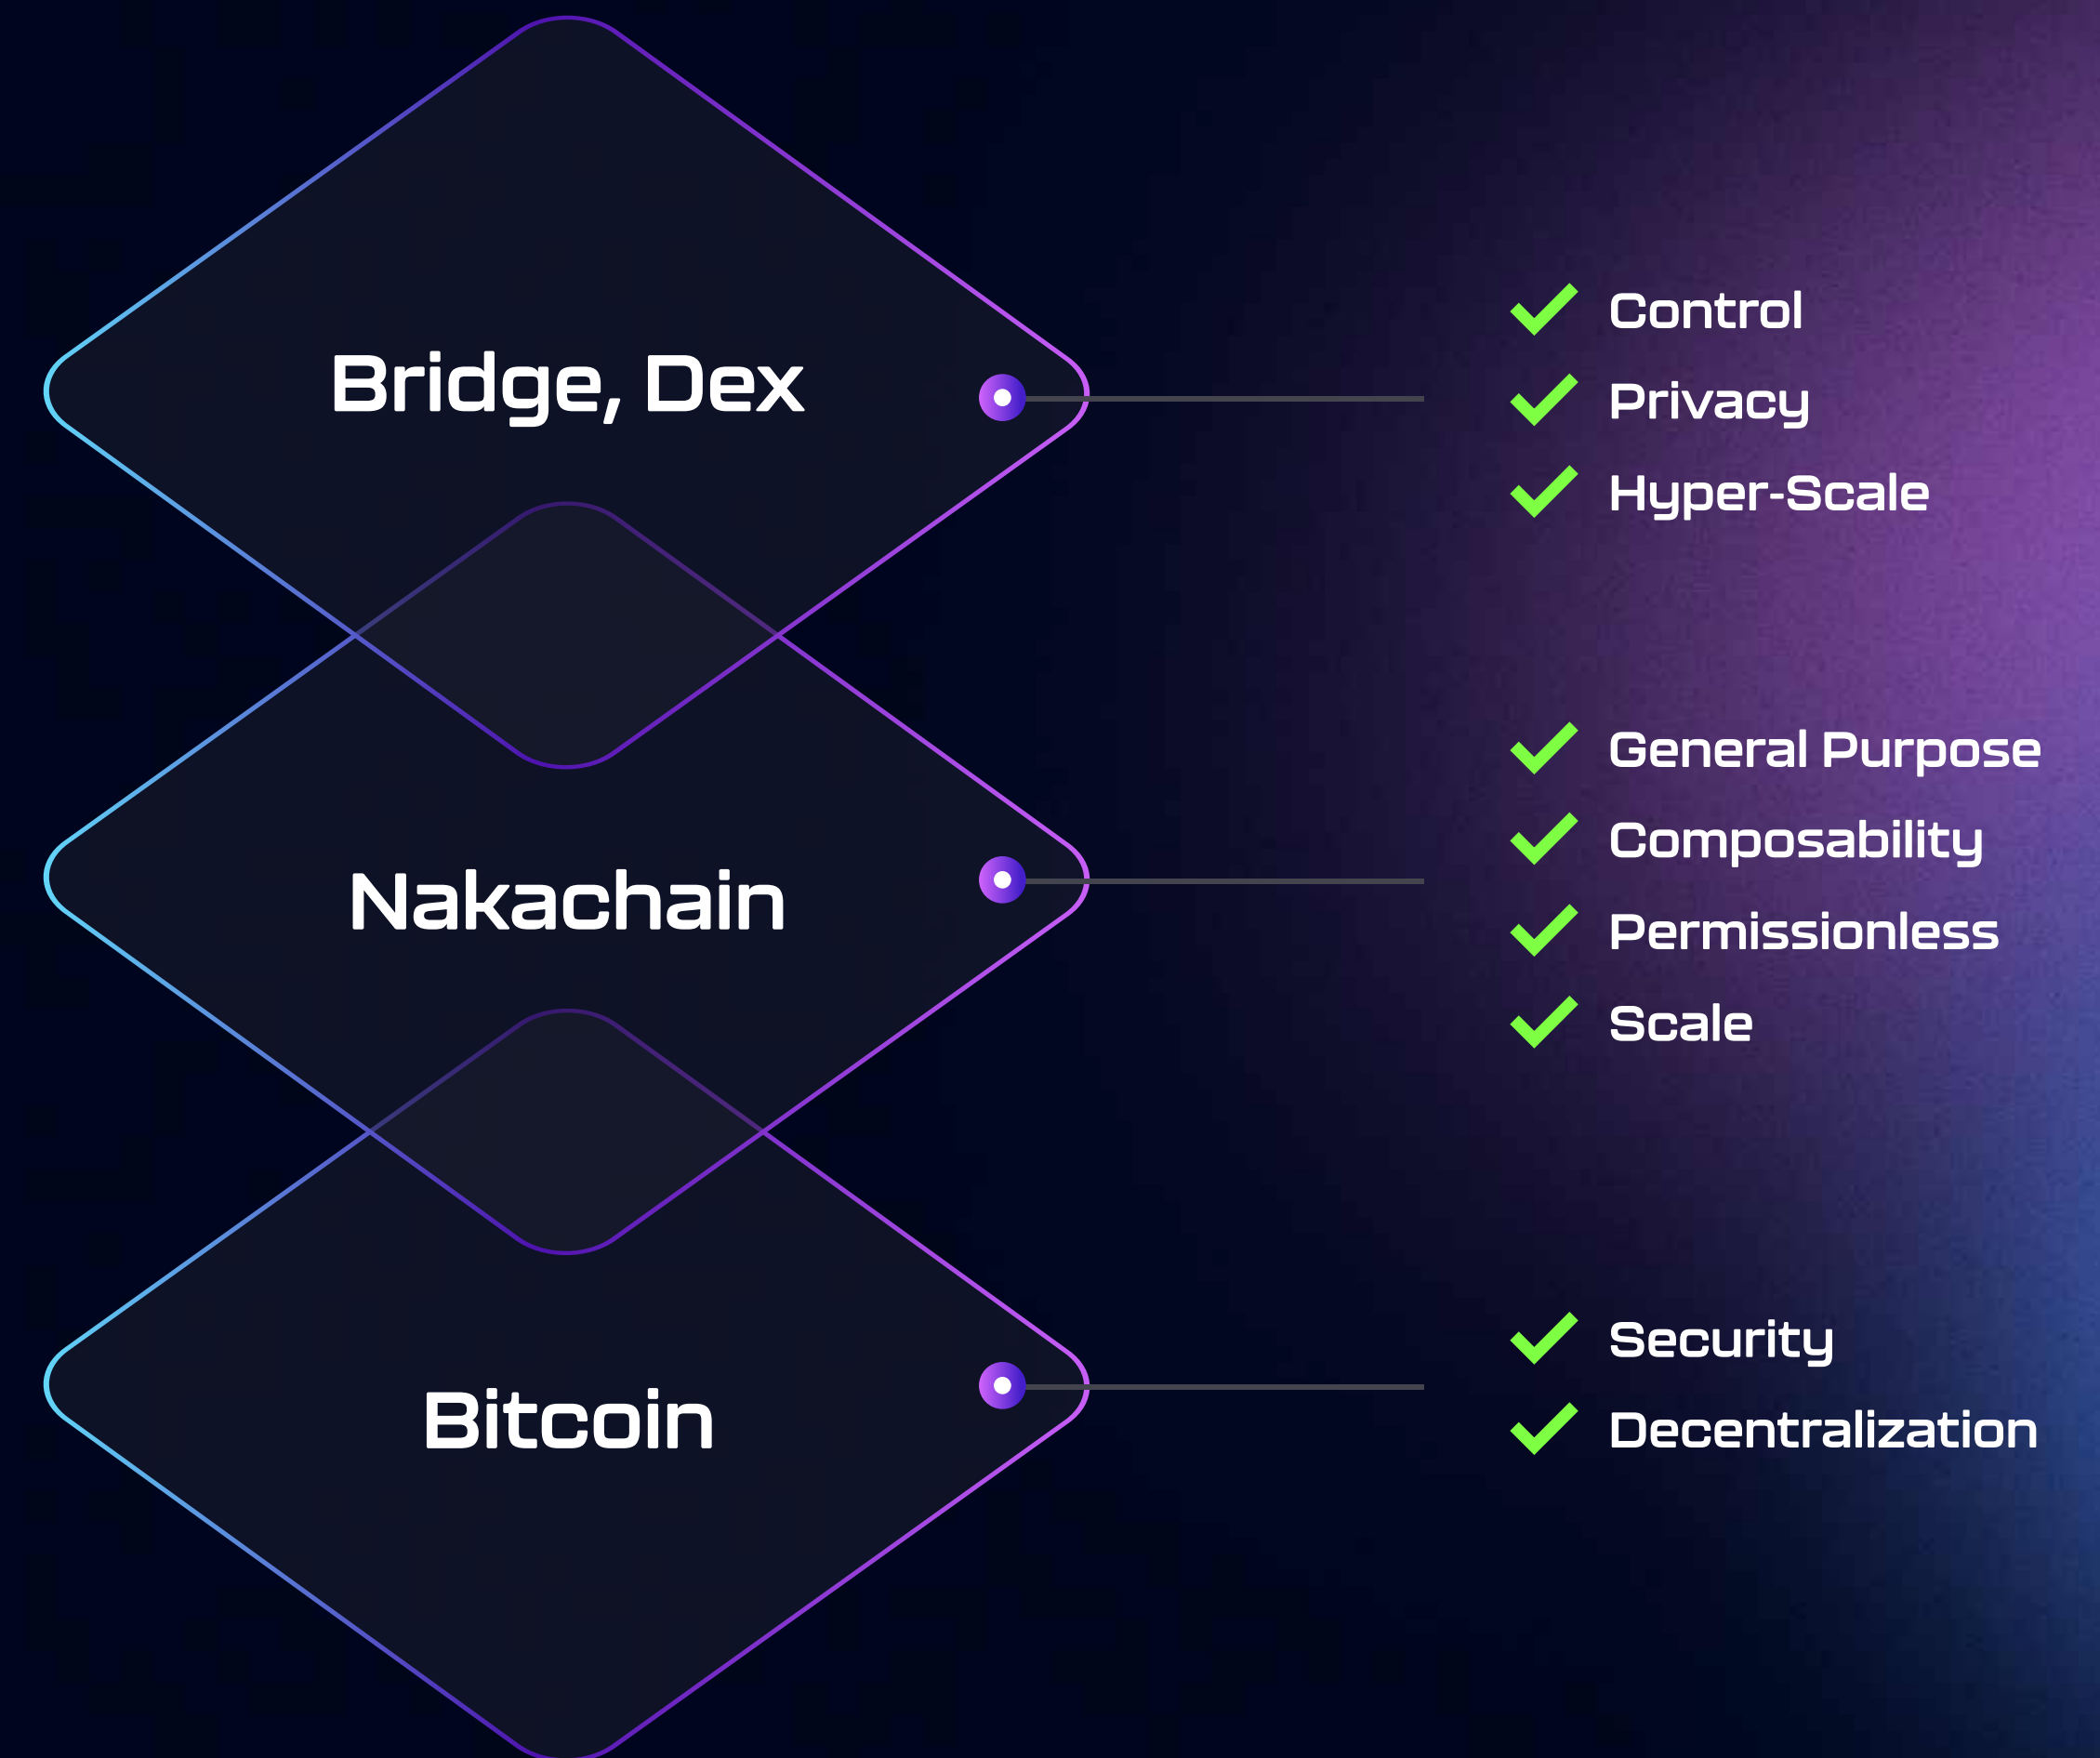 Bridge, Dex
Control
Privacy
Hyper-Scale
Nakachain
General Purpose
Composability
Permissionless
Scale
Bitcoin
Security
Decentralization